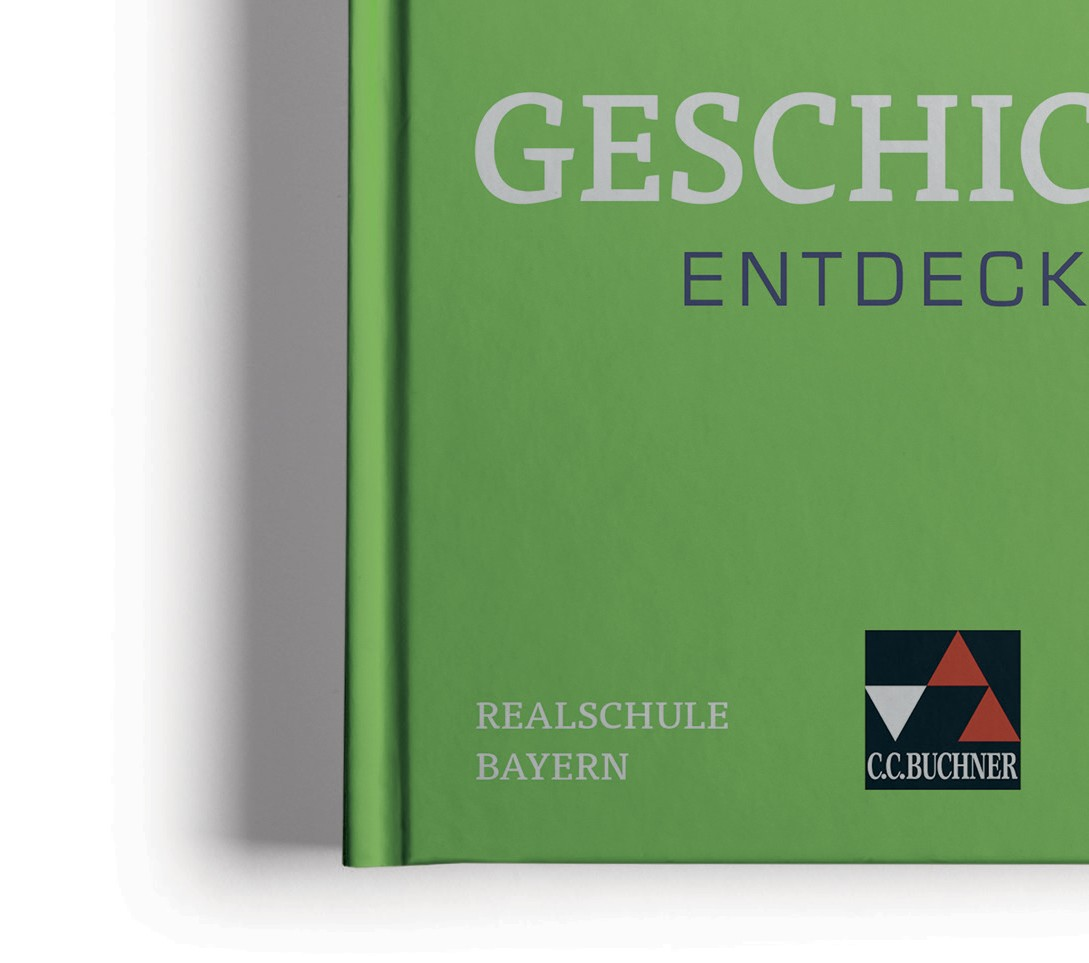 GESCHIC
ENTDECK
REALSCHULE
BAYERN
C.C.BUCHNER